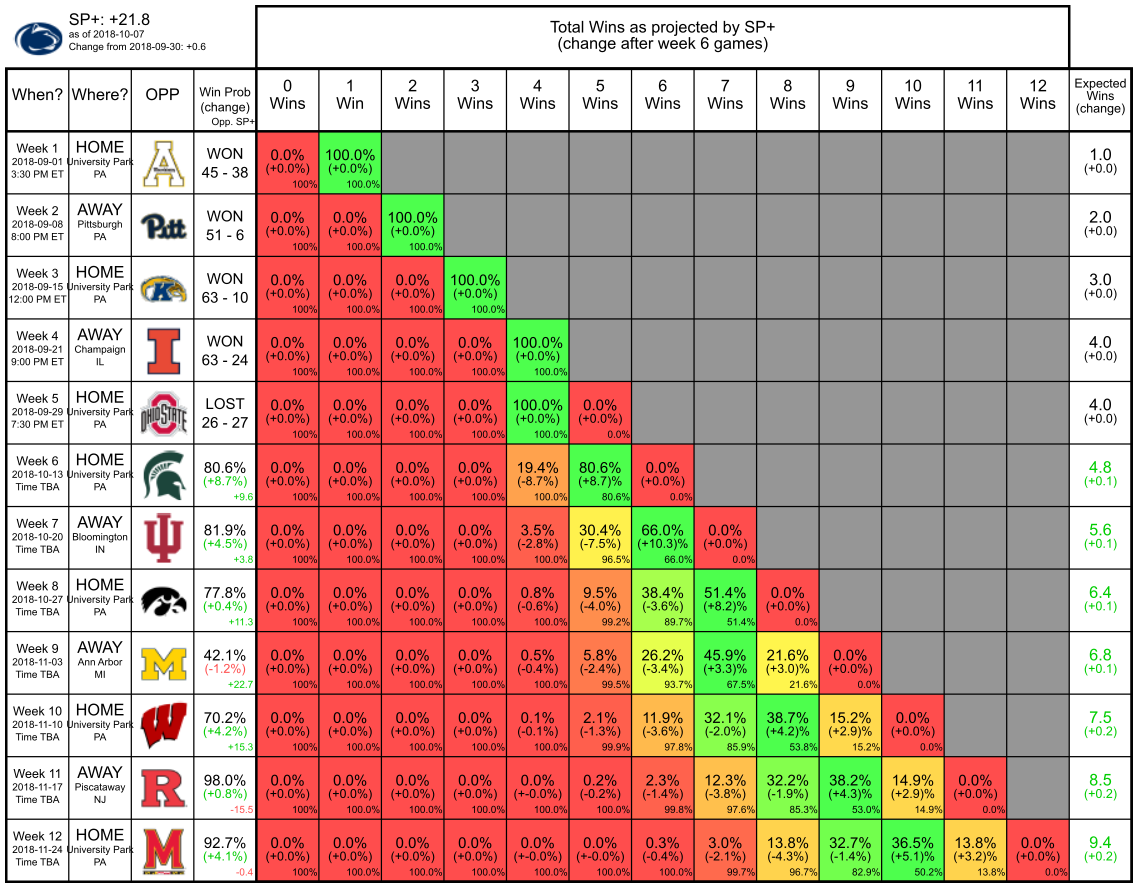 SP+: +21.8
as of 2018-10-07
Change from 2018-09-30: +0.6
Total Wins as projected by SP+
(change after week 6 games)
When? Where? OPP Win Prob (change) Opp. SP+ 0 Wins 1 Win 2 Wins 3 Wins 4 Wins 5 Wins 6 Wins 7 Wins 8 Wins 9 Wins 10 Wins 11 Wins 12 Wins Expected Wins (change)
Week 1 HOME A WON 0.0% 100.0% 1.0
2018-09-01 University Park 45 - 38 (+0.0%) (+0.0%) (+0.0)
3:30 PM ET PA 100% 100.0%
Week 2 AWAY Pitt WON 0.0% 0.0% 100.0% 2.0
2018-09-08 Pittsburgh 51 - 6 (+0.0%) (+0.0%) (+0.0%) (+0.0)
8:00 PM ET PA 100% 100.0% 100.0%
Week 3 HOME K WON 0.0% 0.0% 0.0% 100.0% 3.0
2018-09-15 University Park 63 - 10 (+0.0%) (+0.0%) (+0.0%) (+0.0%) (+0.0)
12:00 PM ET PA 100% 100.0% 100.0% 100.0%
Week 4 AWAY I WON 0.0% 0.0% 0.0% 0.0% 100.0% 4.0
2018-09-21 Champaign 63 - 24 (+0.0%) (+0.0%) (+0.0%) (+0.0%) (+0.0%) (+0.0)
9:00 PM ET IL 100% 100.0% 100.0% 100.0% 100.0%
Week 5 HOME OHIO STATE LOST 0.0% 0.0% 0.0% 0.0% 100.0% 0.0% 4.0
2018-09-29 University Park 26 - 27 (+0.0%) (+0.0%) (+0.0%) (+0.0%) (+0.0%) (+0.0%) (+0.0)
7:30 PM ET PA 100% 100.0% 100.0% 100.0% 100.0% 0.0%
Week 6 HOME 80.6% 0.0% 0.0% 0.0% 0.0% 19.4% 80.6% 0.0% 4.8
2018-10-13 University Park (+8.7%) (+0.0%) (+0.0%) (+0.0%) (+0.0%) (-8.7%) (+8.7)% (+0.0%) (+0.1)
Time TBA PA +9.6 100% 100.0% 100.0% 100.0% 100.0% 80.6% 0.0%
Week 7 AWAY 81.9% 0.0% 0.0% 0.0% 0.0% 3.5% 30.4% 66.0% 0.0% 5.6
2018-10-20 Bloomington (+4.5%) (+0.0%) (+0.0%) (+0.0%) (+0.0%) (-2.8%) (-7.5%) (+10.3)% (+0.0%) (+0.1)
Time TBA IN +3.8 100% 100.0% 100.0% 100.0% 100.0% 96.5% 66.0% 0.0%
Week 8 HOME 77.8% 0.0% 0.0% 0.0% 0.0% 0.8% 9.5% 38.4% 51.4% 0.0% 6.4
2018-10-27 University Park (+0.4%) (+0.0%) (+0.0%) (+0.0%) (+0.0%) (-0.6%) (-4.0%) (-3.6%) (+8.2)% (+0.0%) (+0.1)
Time TBA PA +11.3 100% 100.0% 100.0% 100.0% 100.0% 99.2% 89.7% 51.4% 0.0%
Week 9 AWAY M 42.1% 0.0% 0.0% 0.0% 0.0% 0.5% 5.8% 26.2% 45.9% 21.6% 0.0% 6.8
2018-11-03 Ann Arbor (-1.2%) (+0.0%) (+0.0%) (+0.0%) (+0.0%) (-0.4%) (-2.4%) (-3.4%) (+3.3)% (+3.0)% (+0.0%) (+0.1)
Time TBA MI +22.7 100% 100.0% 100.0% 100.0% 100.0% 99.5% 93.7% 67.5% 21.6% 0.0%
Week 10 HOME W 70.2% 0.0% 0.0% 0.0% 0.0% 0.1% 2.1% 11.9% 32.1% 38.7% 15.2% 0.0% 7.5
2018-11-10 University Park (+4.2%) (+0.0%) (+0.0%) (+0.0%) (+0.0%) (-0.1%) (-1.3%) (-3.6%) (-2.0%) (+4.2)% (+2.9)% (+0.0%) (+0.2)
Time TBA PA +15.3 100% 100.0% 100.0% 100.0% 100.0% 99.9% 97.8% 85.9% 53.8% 15.2% 0.0%
Week 11 AWAY R 98.0% 0.0% 0.0% 0.0% 0.0% 0.0% 0.2% 2.3% 12.3% 32.2% 38.2% 14.9% 0.0% 8.5
2018-11-17 Piscataway (+0.8%) (+0.0%) (+0.0%) (+0.0%) (+0.0%) (+-0.0%) (-0.2%) (-1.4%) (-3.8%) (-1.9%) (+4.3)% (+2.9)% (+0.0%) (+0.2)
Time TBA NJ -15.5 100% 100.0% 100.0% 100.0% 100.0% 100.0% 99.8% 97.6% 85.3% 53.0% 14.9% 0.0%
Week 12 HOME M 92.7% 0.0% 0.0% 0.0% 0.0% 0.0% 0.0% 0.3% 3.0% 13.8% 32.7% 36.5% 13.8% 0.0% 9.4
2018-11-24 University Park (+4.1%) (+0.0%) (+0.0%) (+0.0%) (+0.0%) (+-0.0%) (+-0.0%) (-0.4%) (-2.1%) (-4.3%) (-1.4%) (+5.1)% (+3.2)% (+0.0%) (+0.2)
Time TBA PA -0.4 100% 100.0% 100.0% 100.0% 100.0% 100.0% 100.0% 99.7% 96.7% 82.9% 50.2% 13.8% 0.0%